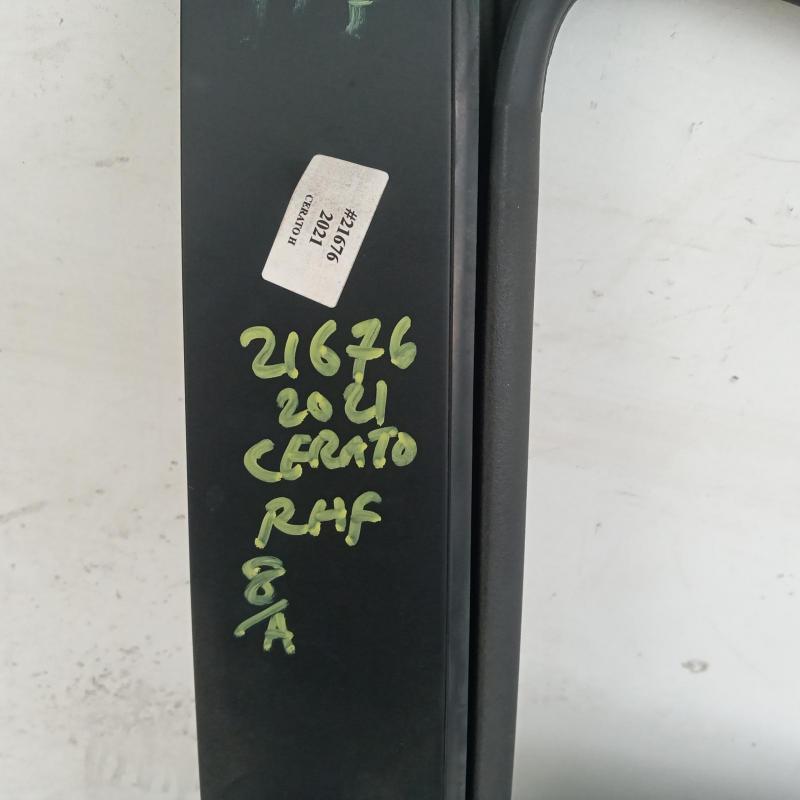 #21676
2021
CERATO H
21676
2021
CERATO
RHF
8
/A